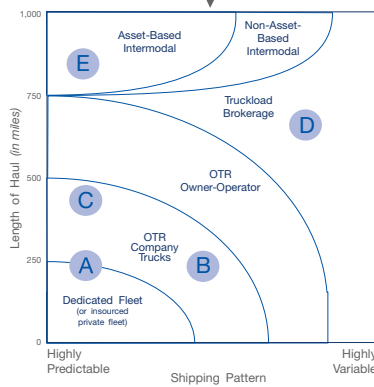 1,000
Asset-Based
Intermodal
Non-Asset-
Based
Intermodal
E
750
Truckload
Brokerage
D
Length of Haul (in miles)
500
OTR
Owner-Operator
C
OTR
Company
Trucks
250
A
B
Dedicated Fleet
(or insourced
private fleet)
0
Highly
Predictable
Shipping Pattern
Highly
Variable